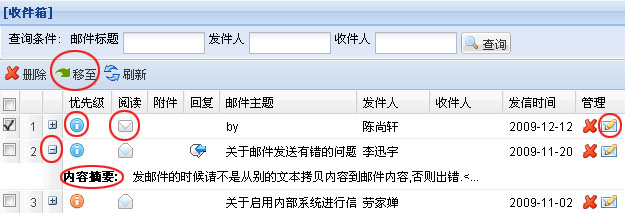 [收件箱]
查询条件: 邮件标题 发件人 收件人 查询
删除 移至 刷新
优先级 阅读 附件 回复 邮件主题 发件人 收件人 发信时间 管理
1 by 陈尚轩 2009-12-12
2 关于邮件发送有错的问题 李迅宇 2009-11-20
内容摘要: 发邮件的时候请不是从别的文本拷贝内容到邮件内容,否则出错.<...
3 关于启用内部系统进行信 劳家婵 2009-11-02